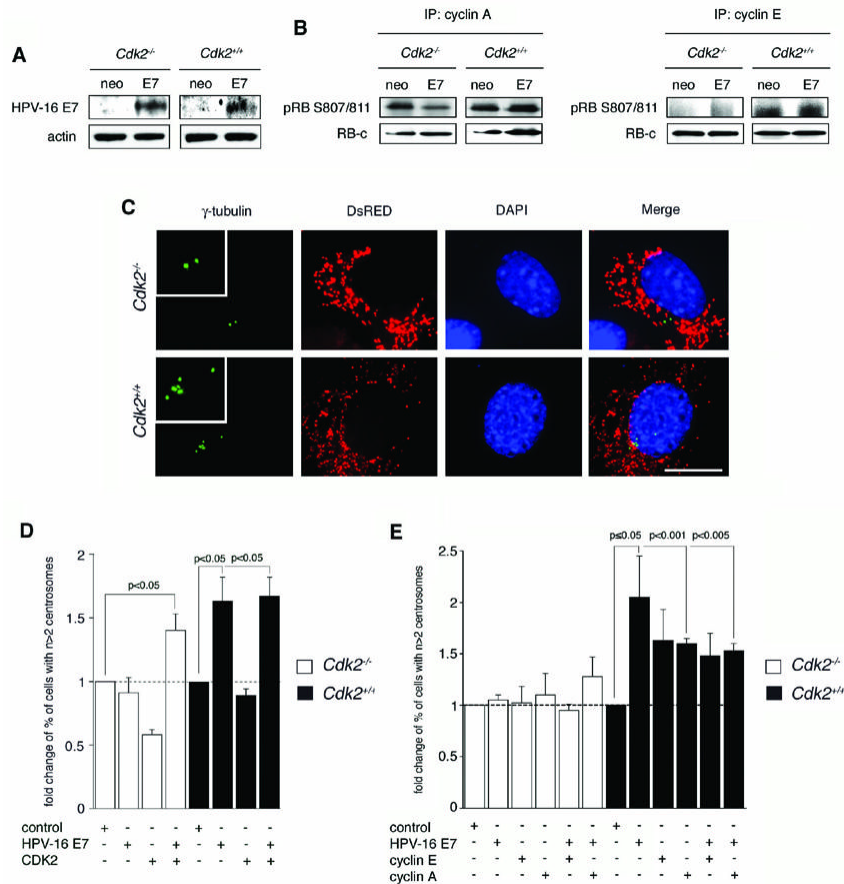 IP: cyclin A IP: cyclin E
A B
Cdk2-/- Cdk2+/+ Cdk2-/- Cdk2+/+ Cdk2-/- Cdk2+/+
neo E7 neo E7 neo E7 neo E7 neo E7 neo E7
HPV-16 E7 pRB S807/811 pRB S807/811
actin RB-c RB-c
C
γ-tubulin DsRED DAPI Merge
Cdk2-/-
Cdk2+/+
D
fold change of % of cells with n>2 centrosomes
2
1.5
1
0.5
0
p<0.05 p<0.05 p<0.05
Cdk2-/-
Cdk2+/+
control + - - - + - - -
HPV-16 E7 - + - + - + - +
CDK2 - - + + - - + +
E
fold change of % of cells with n>2 centrosomes
2.5
2
1.5
1
0.5
0
p≤0.05 p<0.001 p<0.005
Cdk2-/-
Cdk2+/+
control + - - - - - + - - - - -
HPV-16 E7 - + - - + + - + - - + +
cyclin E - - + - + - - - + - + -
cyclin A - - - + - + - - - + - +